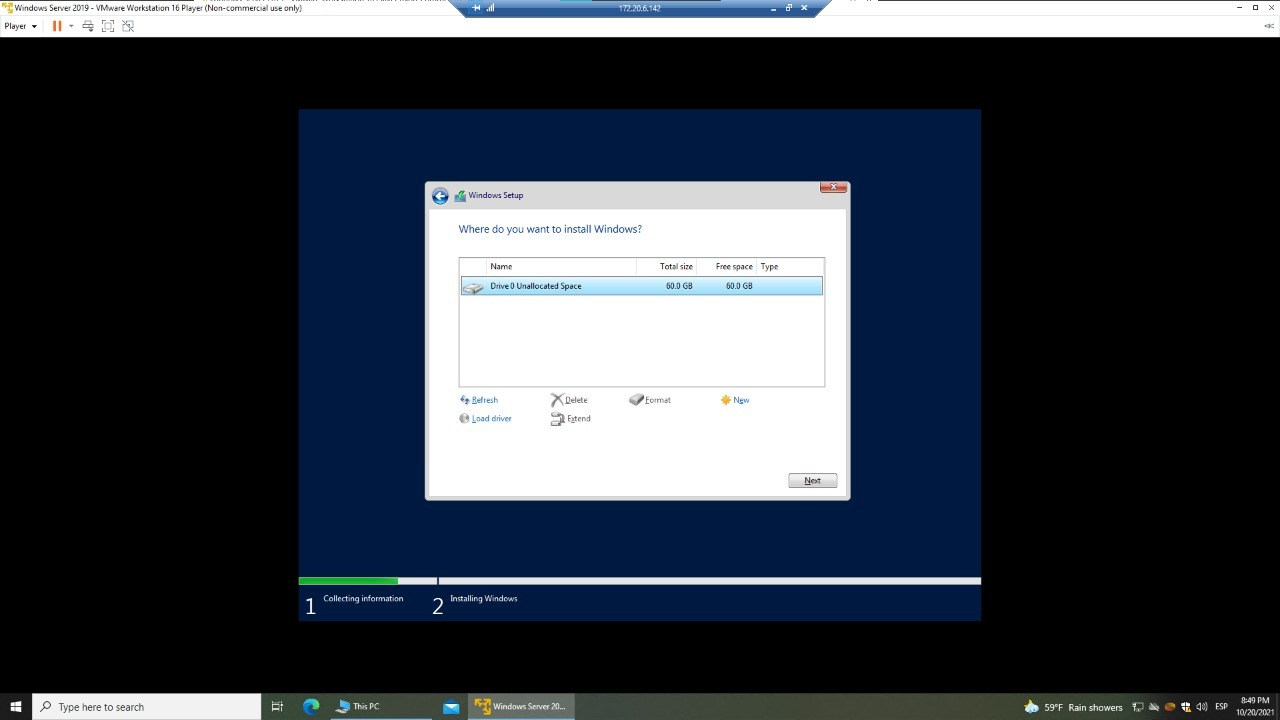 Windows Server 2019 - VMware Workstation 16 Player (Non-commercial use only)
172.20.6.142
Player
Windows Setup
Where do you want to install Windows?
Name Total size Free space Type
Drive 0 Unallocated Space 60.0 GB 60.0 GB
Refresh Delete Format New
Load driver Extend
Next
1 Collecting information 2 Installing Windows
Type here to search
This PC
Windows Server 20...
59°F Rain showers
ESP
8:49 PM
10/20/2021